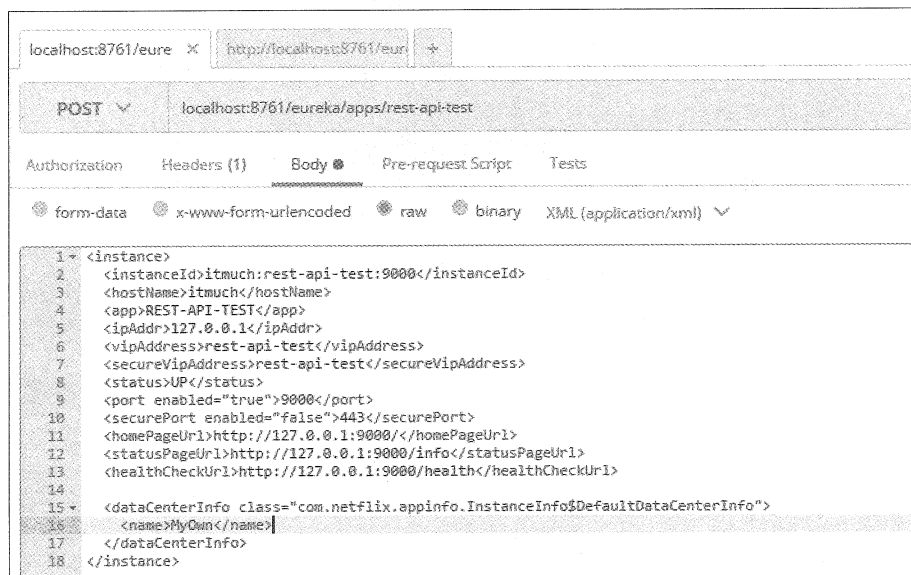 localhost:8761/eure × http://localhost:8761/eur +
POST localhost:8761/eureka/apps/rest-api-test
Authorization Headers (1) Body Pre-request Script Tests
form-data x-www-form-urlencoded raw binary XML (application/xml)
1 <instance>
2 <instanceId>itmuch:rest-api-test:9000</instanceId>
3 <hostName>itmuch</hostName>
4 <app>REST-API-TEST</app>
5 <ipAddr>127.0.0.1</ipAddr>
6 <vipAddress>rest-api-test</vipAddress>
7 <secureVipAddress>rest-api-test</secureVipAddress>
8 <status>UP</status>
9 <port enabled="true">9000</port>
10 <securePort enabled="false">443</securePort>
11 <homePageUrl>http://127.0.0.1:9000/</homePageUrl>
12 <statusPageUrl>http://127.0.0.1:9000/info</statusPageUrl>
13 <healthCheckUrl>http://127.0.0.1:9000/health</healthCheckUrl>
14
15 <dataCenterInfo class="com.netflix.appinfo.InstanceInfo$DefaultDataCenterInfo">
16 <name>MyOwn</name>
17 </dataCenterInfo>
18 </instance>